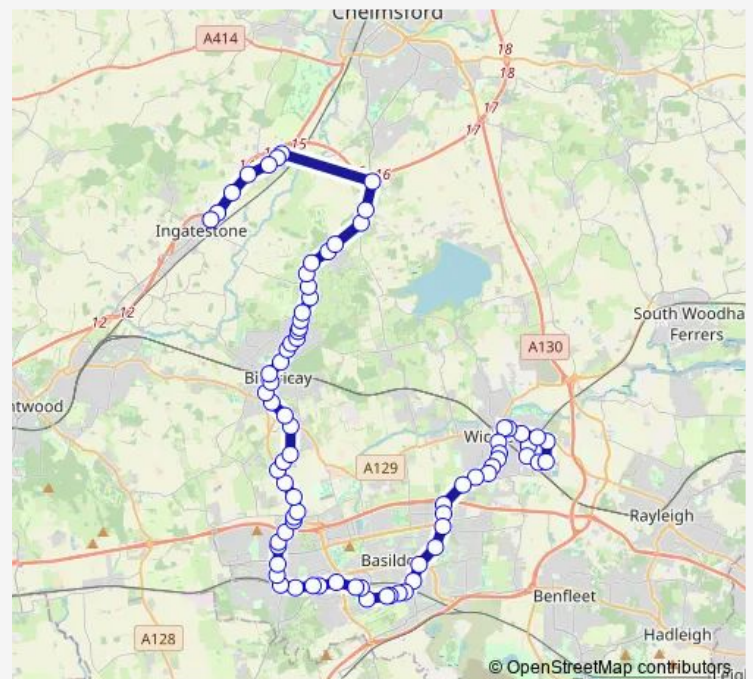 Chelmsford
A414
18
18
17
17
15
16
Ingatestone
12
12
South Woodha
Ferrers
A130
Billericay
ntwood
Wic
A129
Rayleigh
Basildo
Benfleet
A128
Hadleigh
© OpenStreetMap contributors